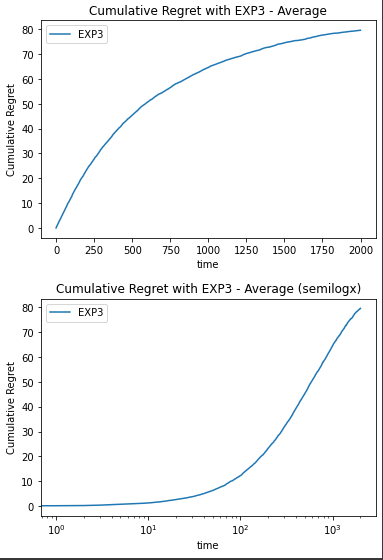 Cumulative Regret with EXP3 - Average
EXP3
80
70
60
50
40
30
20
10
0
Cumulative Regret
0 250 500 750 1000 1250 1500 1750 2000
time
Cumulative Regret with EXP3 - Average (semilogx)
EXP3
80
70
60
50
40
30
20
10
0
Cumulative Regret
10⁰ 10¹ 10² 10³
time